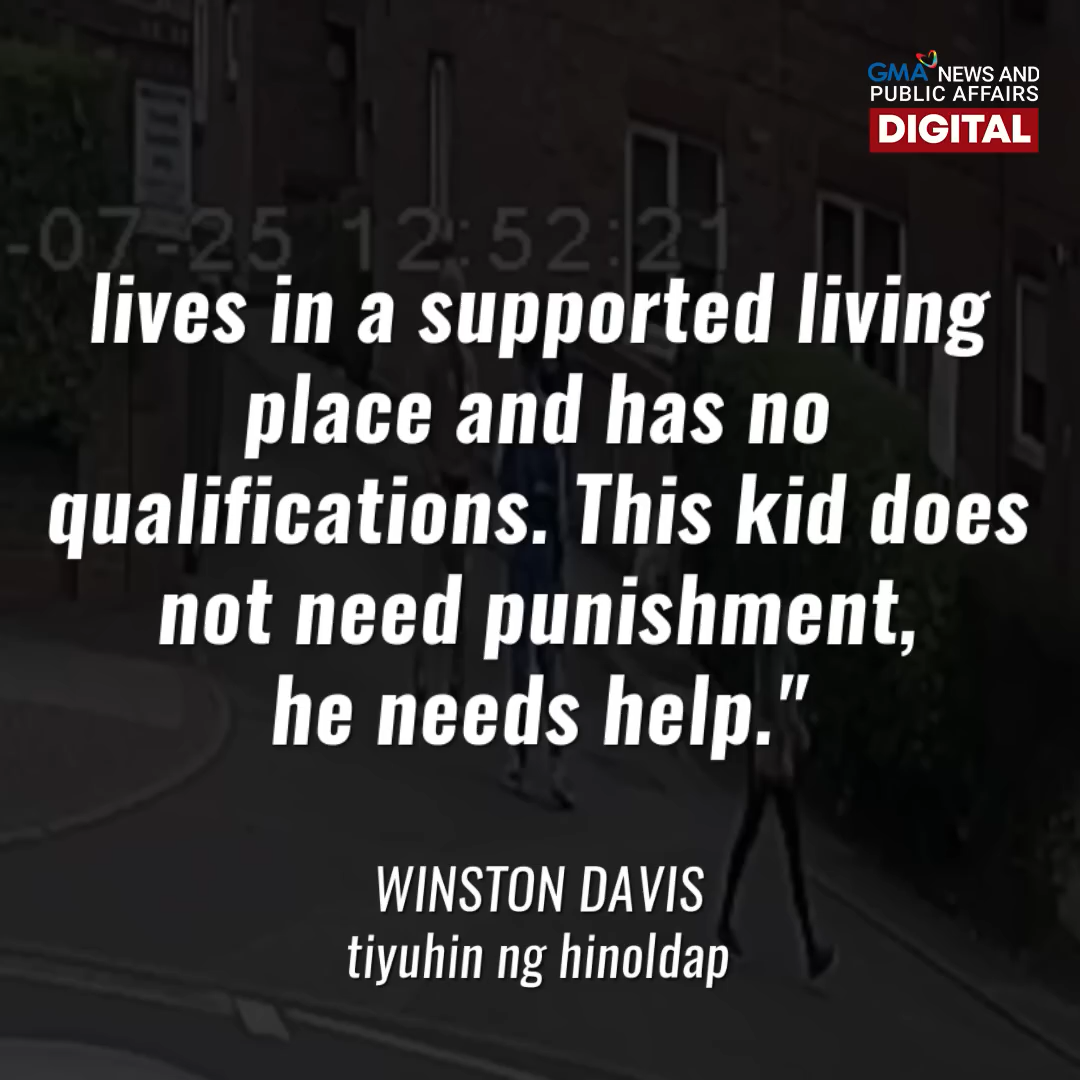 GMA NEWS AND
PUBLIC AFFAIRS
DIGITAL
-07-25 12:52:21
lives in a supported living
place and has no
qualifications. This kid does
not need punishment,
he needs help."
WINSTON DAVIS
tiyuhin ng hinoldap